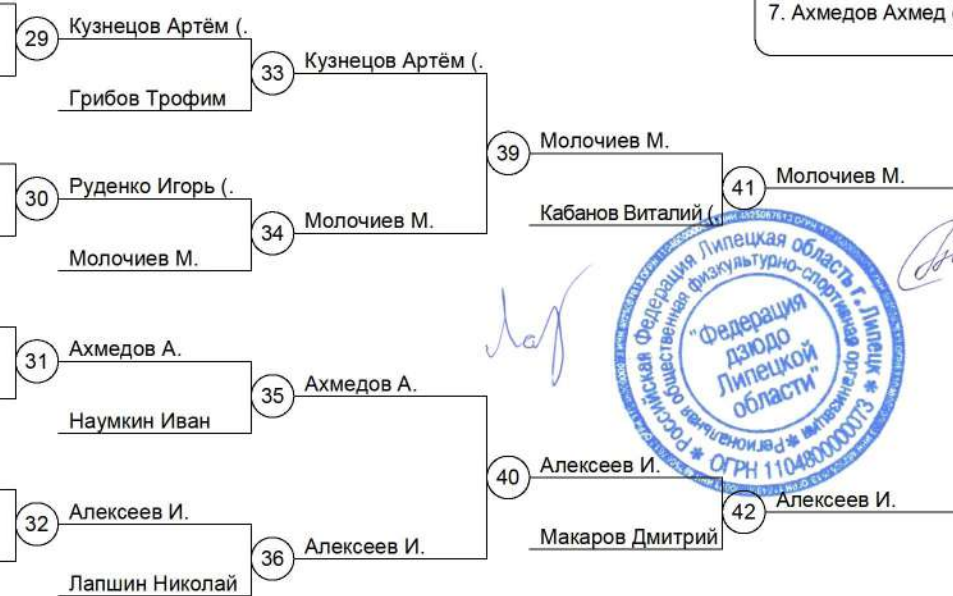 7. Ахмедов Ахмед (
29
Кузнецов Артём (.
33
Кузнецов Артём (.
Грибов Трофим
39
Молочиев М.
41
Молочиев М.
30
Руденко Игорь (.
34
Молочиев М.
Кабанов Виталий (
Молочиев М.
31
Ахмедов А.
35
Ахмедов А.
Наумкин Иван
40
Алексеев И.
42
Алексеев И.
32
Алексеев И.
36
Алексеев И.
Макаров Дмитрий
Лапшин Николай
Российская Федерация Липецкая область г. Липецк * ОГРН 1104800000073 *
Региональная общественная физкультурно-спортивная организация *
"Федерация
дзюдо
Липецкой
области"